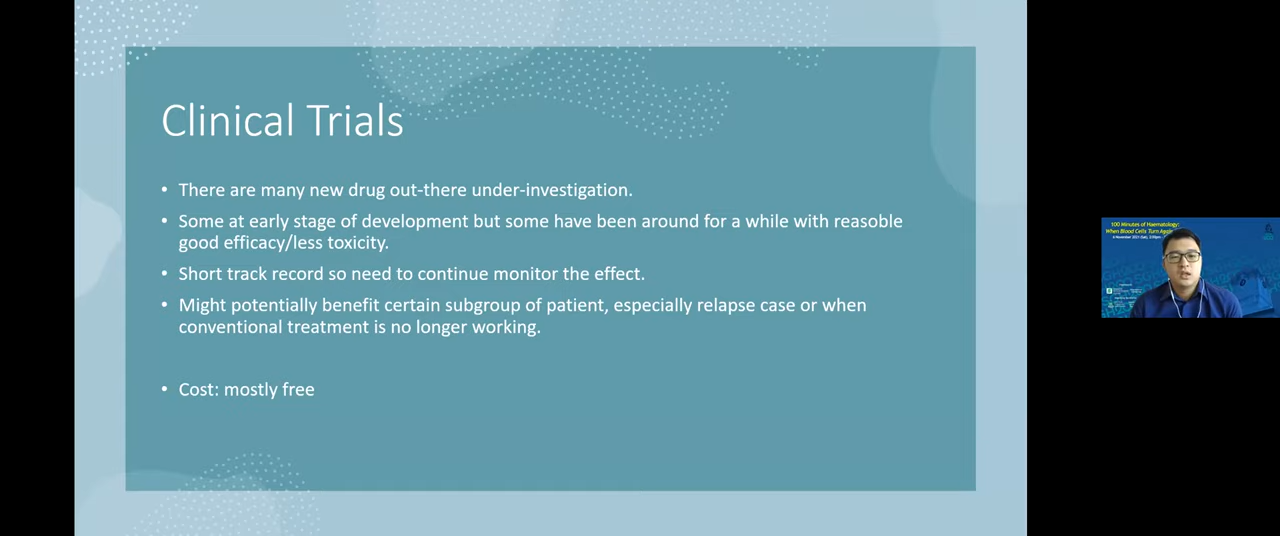 Clinical Trials
• There are many new drug out-there under-investigation.
• Some at early stage of development but some have been around for a while with reasoble
good efficacy/less toxicity.
• Short track record so need to continue monitor the effect.
• Might potentially benefit certain subgroup of patient, especially relapse case or when
conventional treatment is no longer working.
• Cost: mostly free
100 Minutes of Haematology:
When Blood Cells Turn